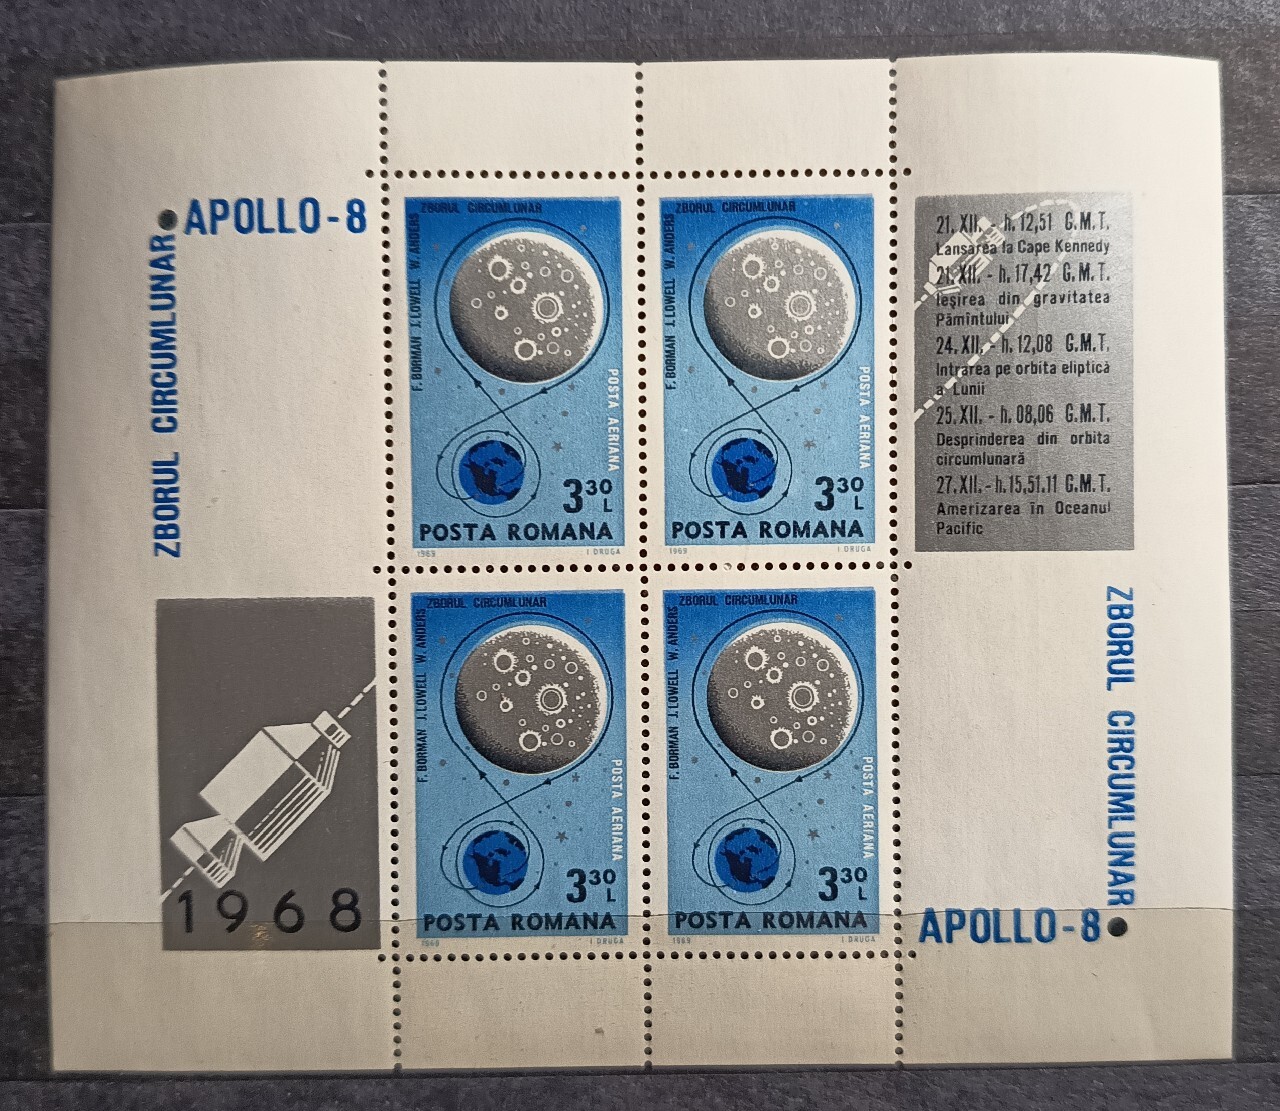 APOLLO-8
ZBORUL CIRCUMLUNAR
ZBORUL CIRCUMLUNAR
F. BORMAN J. LOWELL W. ANDERS
POSTA AERIANA
3 30 L
POSTA ROMANA
1969 I. DRUGA
ZBORUL CIRCUMLUNAR
F. BORMAN J. LOWELL W. ANDERS
POSTA AERIANA
3 30 L
POSTA ROMANA
1969 I. DRUGA
21. XII. - h. 12,51 G.M.T.
Lansarea la Cape Kennedy
21. XII. - h. 17,42 G.M.T.
Ieşirea din gravitatea
Pămîntului
24. XII. - h. 12,08 G.M.T.
Intrarea pe orbita eliptică
a Lunii
25. XII. - h. 08,06 G.M.T.
Desprinderea din orbita
circumlunară
27. XII. - h. 15,51.11 G.M.T.
Amerizarea în Oceanul
Pacific
1968
ZBORUL CIRCUMLUNAR
F. BORMAN J. LOWELL W. ANDERS
POSTA AERIANA
3 30 L
POSTA ROMANA
1969 I. DRUGA
ZBORUL CIRCUMLUNAR
F. BORMAN J. LOWELL W. ANDERS
POSTA AERIANA
3 30 L
POSTA ROMANA
1969 I. DRUGA
ZBORUL CIRCUMLUNAR
APOLLO-8